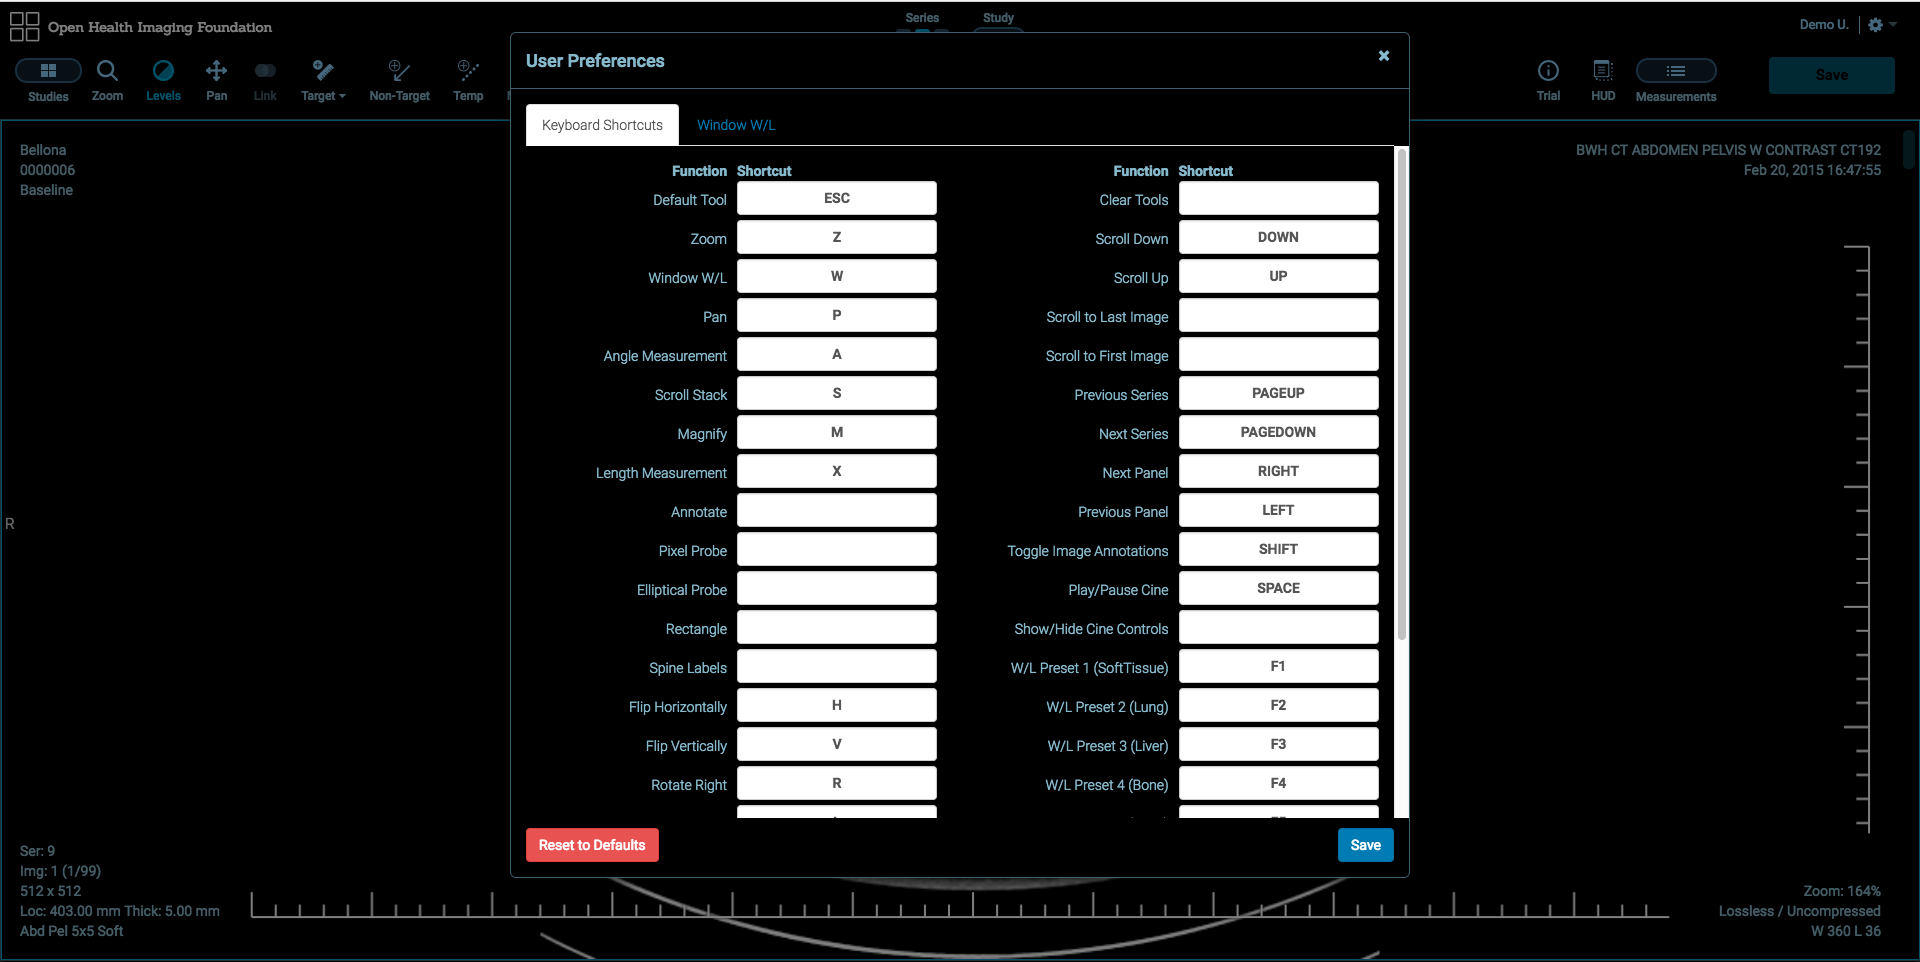 Open Health Imaging Foundation
Series
Study
Demo U.
Studies
Zoom
Levels
Pan
Link
Target
Non-Target
Temp
Trial
HUD
Measurements
Save
Bellona
0000006
Baseline
BWH CT ABDOMEN PELVIS W CONTRAST CT192
Feb 20, 2015 16:47:55
R
User Preferences
Keyboard Shortcuts
Window W/L
Function Shortcut
Default Tool ESC
Zoom Z
Window W/L W
Pan P
Angle Measurement A
Scroll Stack S
Magnify M
Length Measurement X
Annotate
Pixel Probe
Elliptical Probe
Rectangle
Spine Labels
Flip Horizontally H
Flip Vertically V
Rotate Right R
Function Shortcut
Clear Tools
Scroll Down DOWN
Scroll Up UP
Scroll to Last Image
Scroll to First Image
Previous Series PAGEUP
Next Series PAGEDOWN
Next Panel RIGHT
Previous Panel LEFT
Toggle Image Annotations SHIFT
Play/Pause Cine SPACE
Show/Hide Cine Controls
W/L Preset 1 (SoftTissue) F1
W/L Preset 2 (Lung) F2
W/L Preset 3 (Liver) F3
W/L Preset 4 (Bone) F4
Reset to Defaults
Save
Ser: 9
Img: 1 (1/99)
512 x 512
Loc: 403.00 mm Thick: 5.00 mm
Abd Pel 5x5 Soft
Zoom: 164%
Lossless / Uncompressed
W 360 L 36